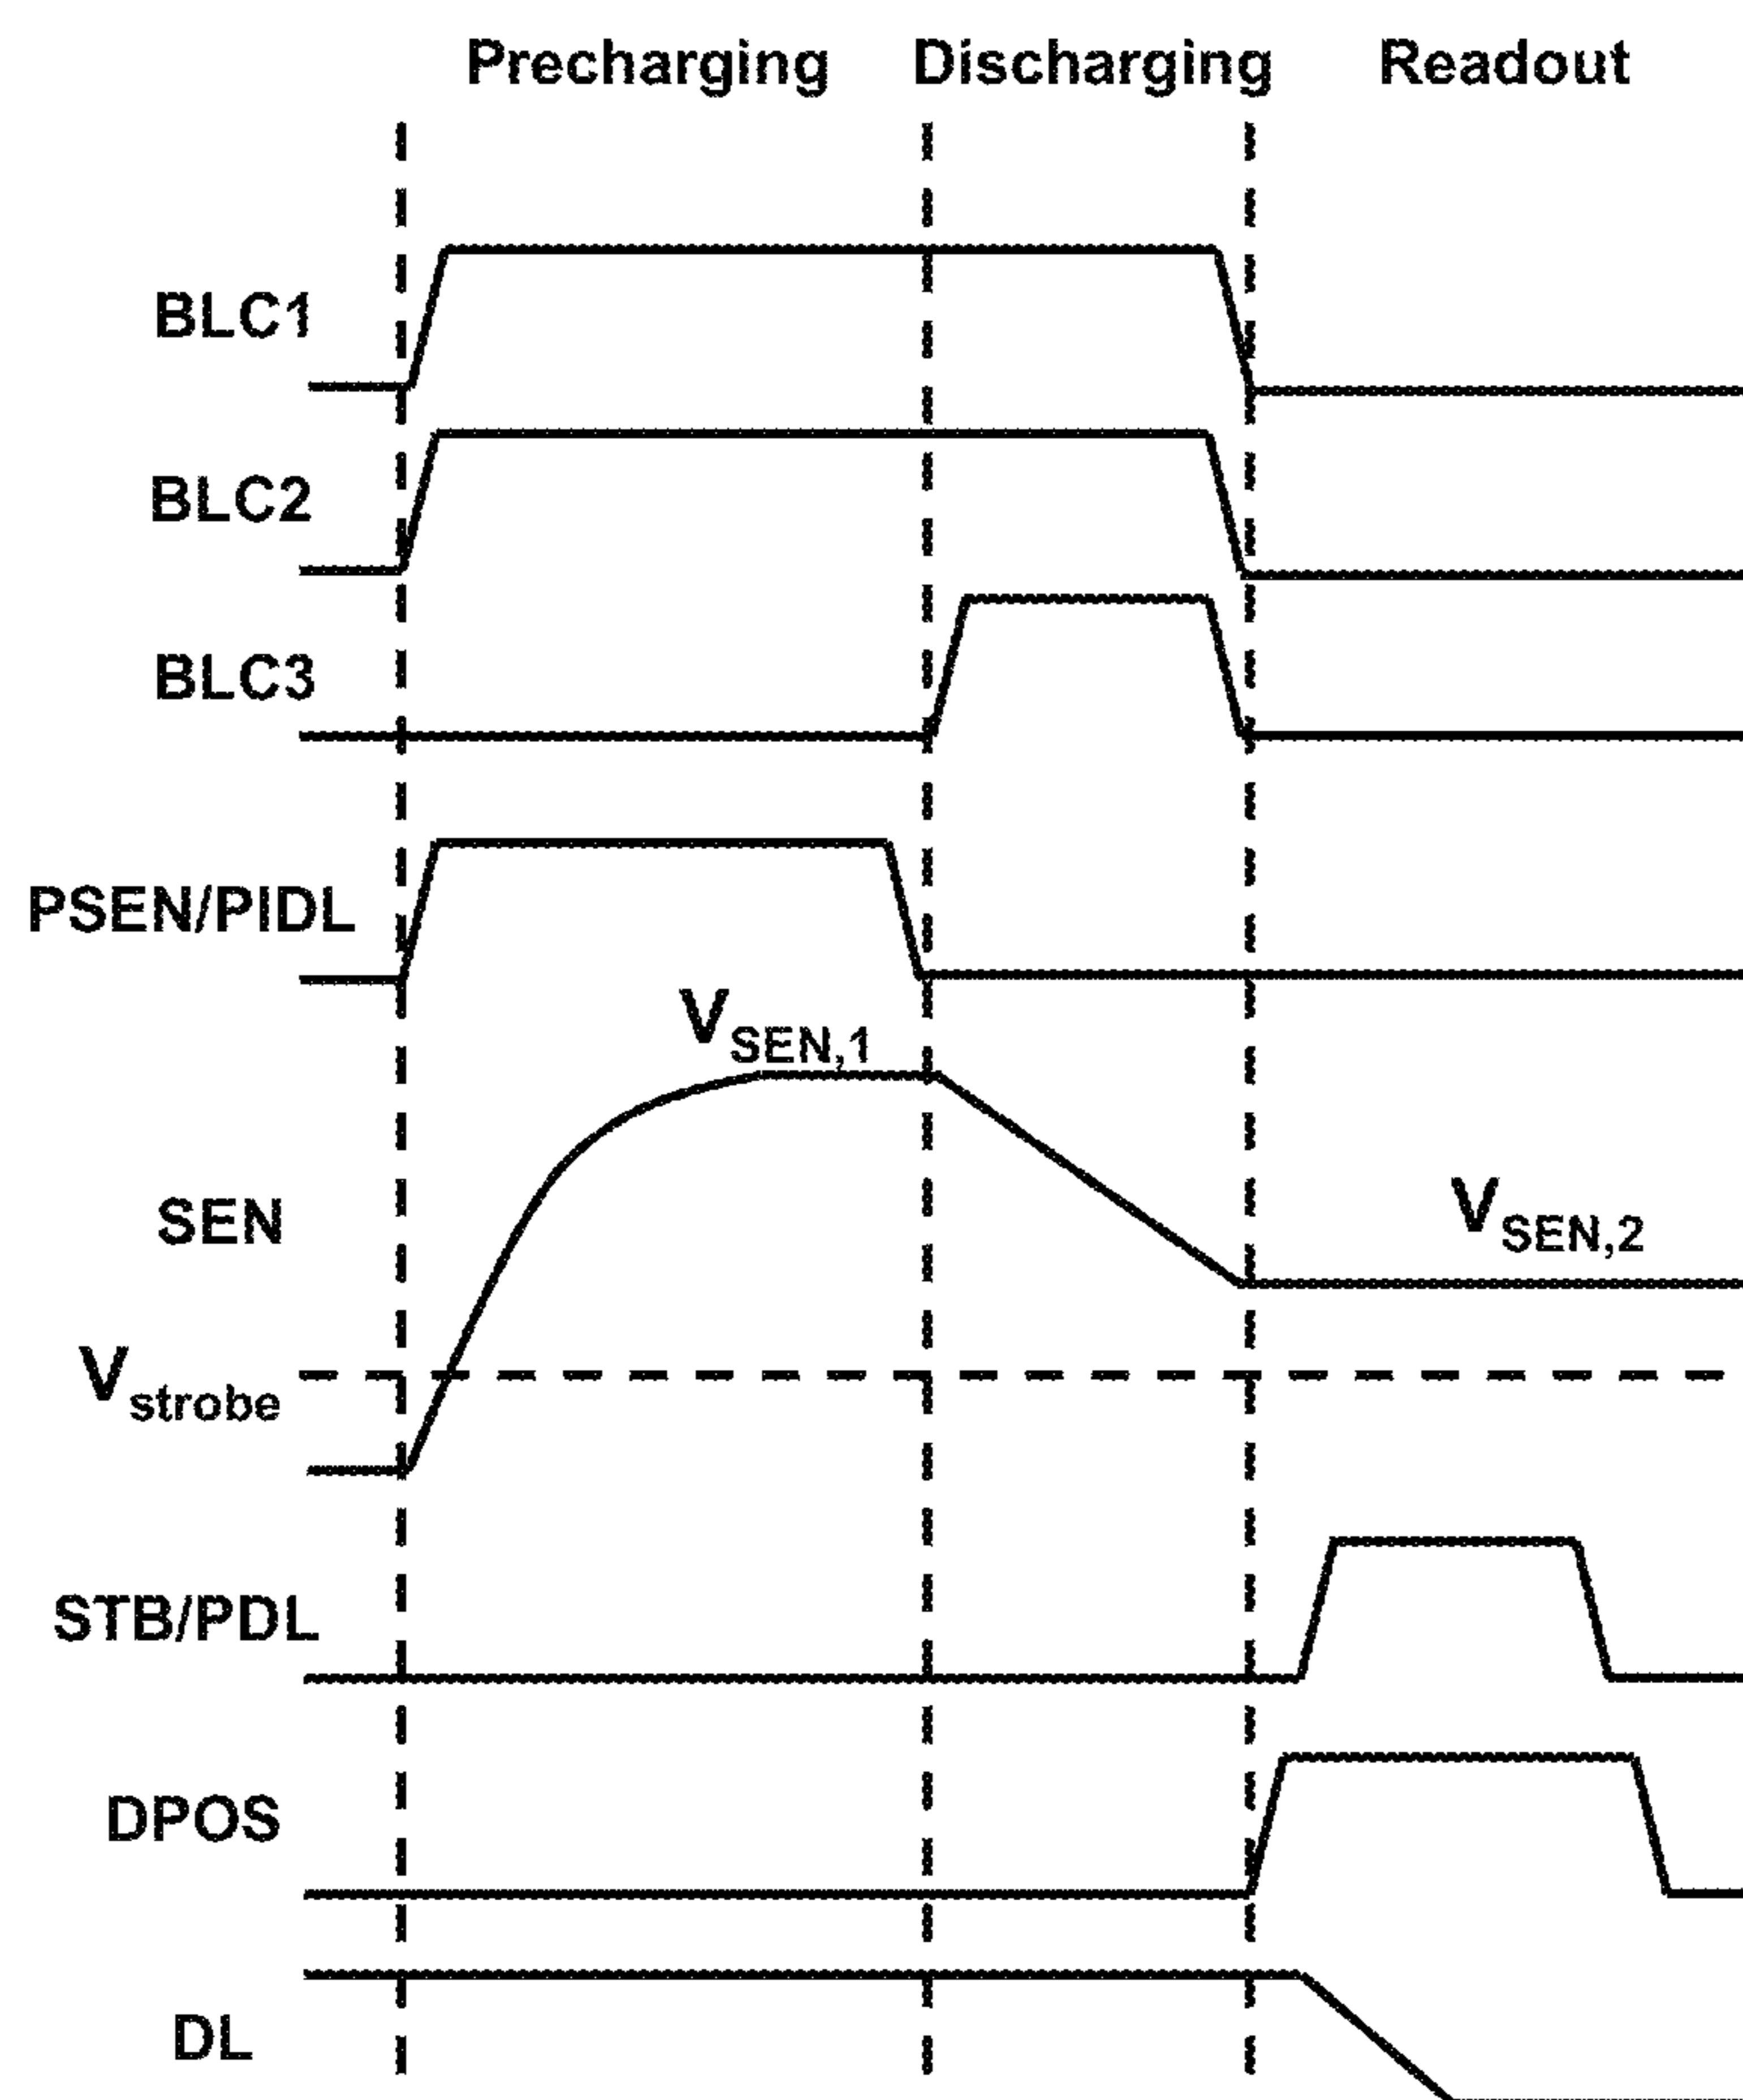 Precharging Discharging Readout
BLC1
BLC2
BLC3
PSEN/PIDL
VSEN,1
SEN
VSEN,2
Vstrobe
STB/PDL
DPOS
DL